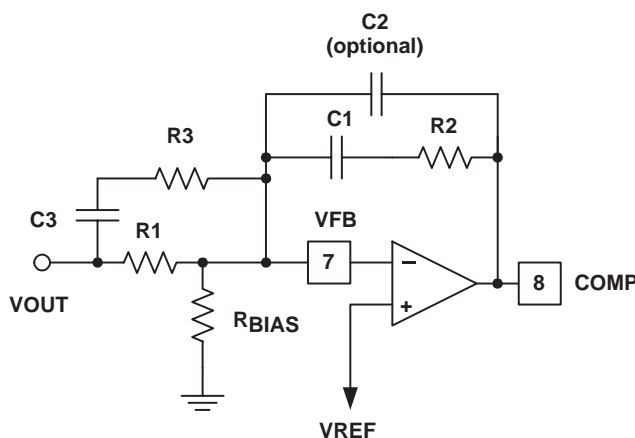 C2
(optional)
C1
R2
R3
C3
R1
VFB
7
–
+
8
COMP
VOUT
RBIAS
VREF